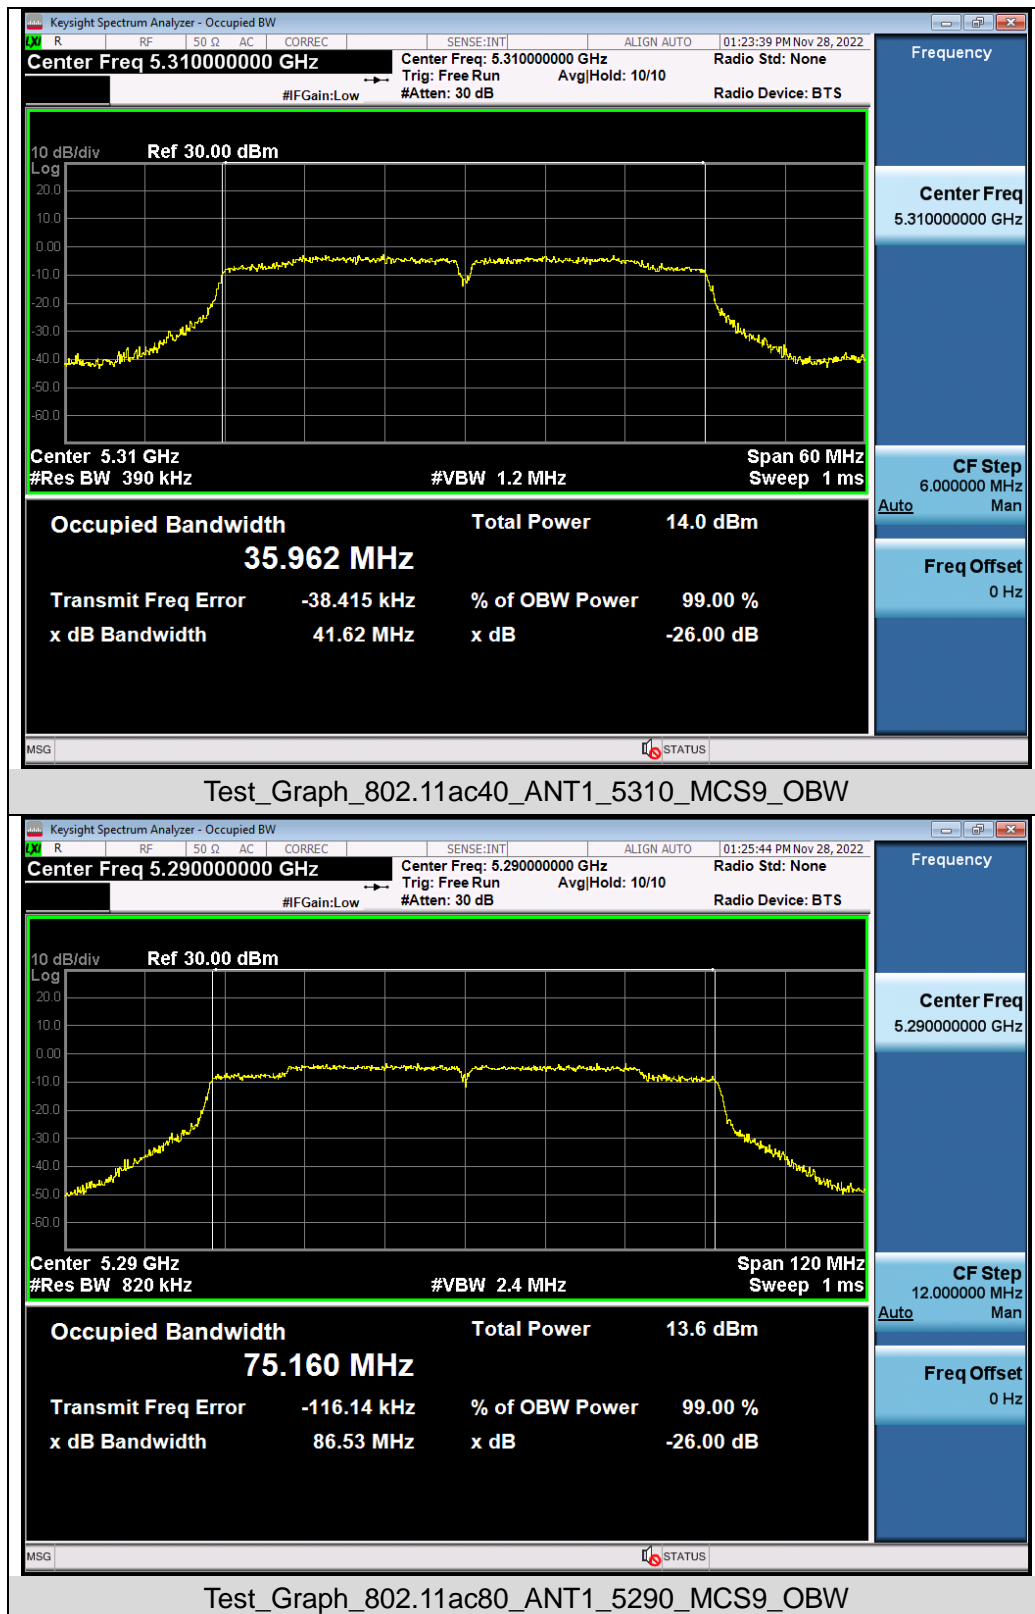 Keysight Spectrum Analyzer - Occupied BW
LXI R RF 50 Ω AC CORREC SENSE:INT ALIGN AUTO 01:23:39 PM Nov 28, 2022
Center Freq 5.310000000 GHz
Center Freq: 5.310000000 GHz
Radio Std: None
Trig: Free Run Avg|Hold: 10/10
#IFGain:Low
#Atten: 30 dB
Radio Device: BTS
Frequency
10 dB/div Ref 30.00 dBm
Log
20.0
10.0
0.00
-10.0
-20.0
-30.0
-40.0
-50.0
-60.0
Center 5.31 GHz Span 60 MHz
#Res BW 390 kHz #VBW 1.2 MHz Sweep 1 ms
Center Freq
5.310000000 GHz
CF Step
6.000000 MHz
Auto Man
Freq Offset
0 Hz
Occupied Bandwidth Total Power 14.0 dBm
35.962 MHz
Transmit Freq Error -38.415 kHz % of OBW Power 99.00 %
x dB Bandwidth 41.62 MHz x dB -26.00 dB
MSG STATUS
Test_Graph_802.11ac40_ANT1_5310_MCS9_OBW
Keysight Spectrum Analyzer - Occupied BW
LXI R RF 50 Ω AC CORREC SENSE:INT ALIGN AUTO 01:25:44 PM Nov 28, 2022
Center Freq 5.290000000 GHz
Center Freq: 5.290000000 GHz
Radio Std: None
Trig: Free Run Avg|Hold: 10/10
#IFGain:Low
#Atten: 30 dB
Radio Device: BTS
Frequency
10 dB/div Ref 30.00 dBm
Log
20.0
10.0
0.00
-10.0
-20.0
-30.0
-40.0
-50.0
-60.0
Center 5.29 GHz Span 120 MHz
#Res BW 820 kHz #VBW 2.4 MHz Sweep 1 ms
Center Freq
5.290000000 GHz
CF Step
12.000000 MHz
Auto Man
Freq Offset
0 Hz
Occupied Bandwidth Total Power 13.6 dBm
75.160 MHz
Transmit Freq Error -116.14 kHz % of OBW Power 99.00 %
x dB Bandwidth 86.53 MHz x dB -26.00 dB
MSG STATUS
Test_Graph_802.11ac80_ANT1_5290_MCS9_OBW